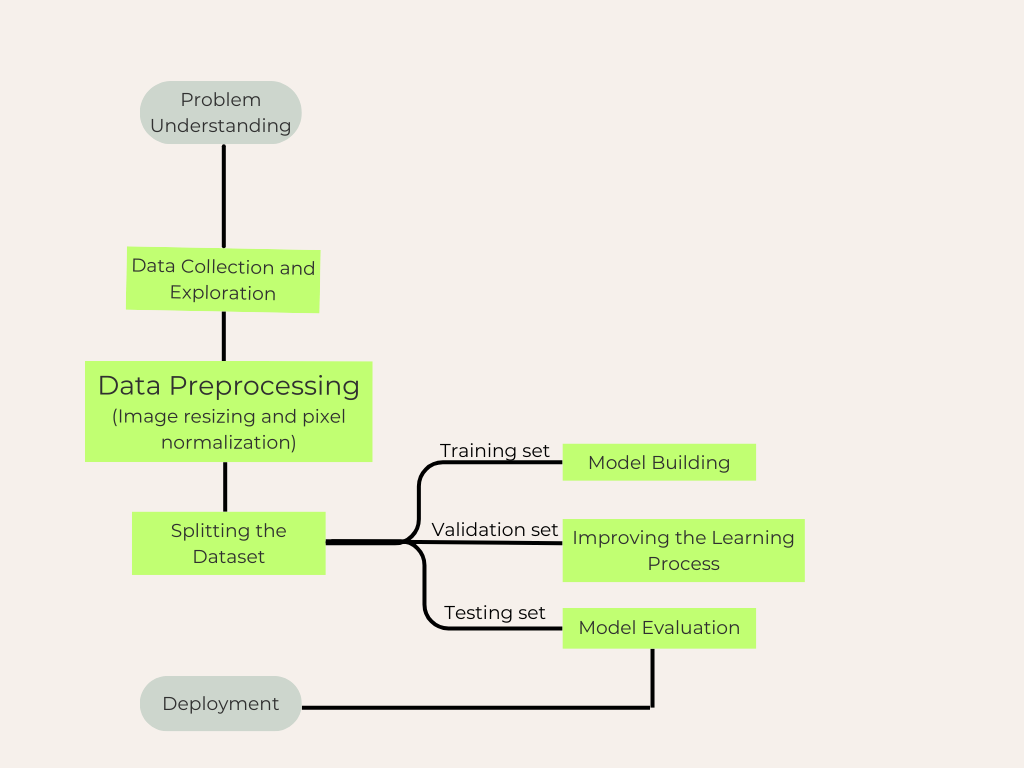 Problem
Understanding
Data Collection and
Exploration
Data Preprocessing
(Image resizing and pixel
normalization)
Splitting the
Dataset
Training set
Model Building
Validation set
Improving the Learning
Process
Testing set
Model Evaluation
Deployment